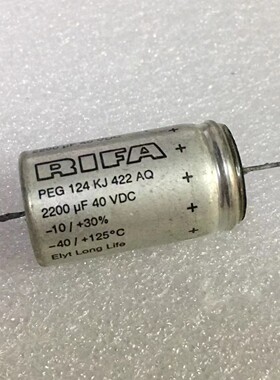 RIFA
PEG 124 KJ 422 AQ
2200 µF 40 VDC
-10 / +30%
-40 / +125°C
Elyt Long Life
+
+
+
+